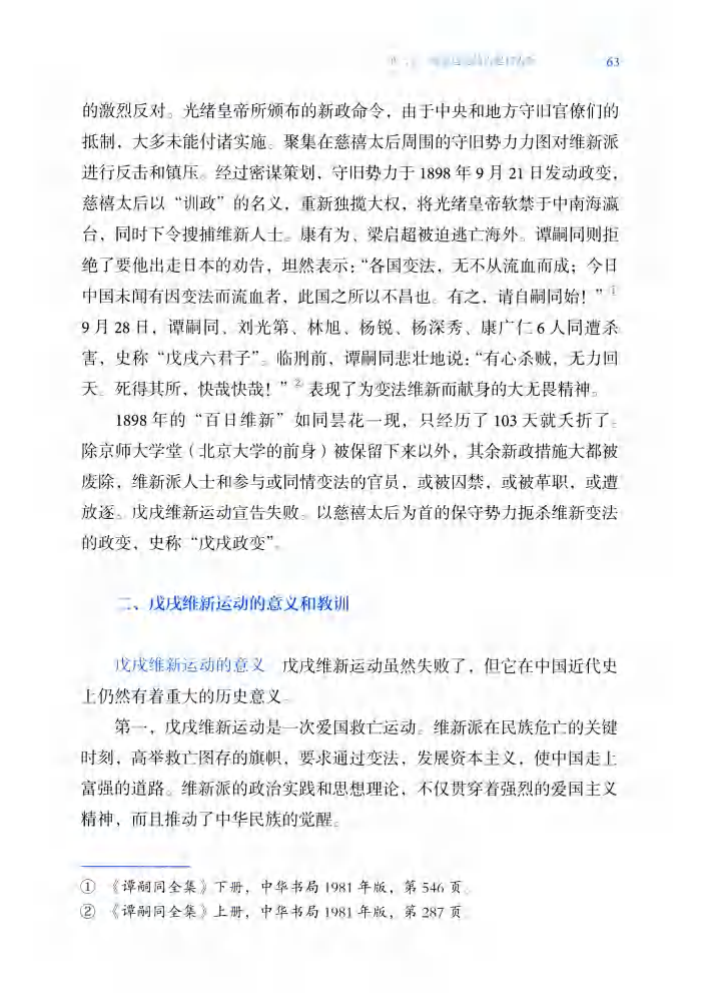 63
的激烈反对。光绪皇帝所颁布的新政命令，由于中央和地方守旧官僚们的
抵制，大多未能付诸实施。聚集在慈禧太后周围的守旧势力力图对维新派
进行反击和镇压。经过密谋策划，守旧势力于 1898 年 9 月 21 日发动政变，
慈禧太后以“训政”的名义，重新独揽大权，将光绪皇帝软禁于中南海瀛
台，同时下令搜捕维新人士。康有为、梁启超被迫逃亡海外。谭嗣同则拒
绝了要他出走日本的劝告，坦然表示：“各国变法，无不从流血而成；今日
中国未闻有因变法而流血者，此国之所以不昌也。有之，请自嗣同始！”①
9 月 28 日，谭嗣同、刘光第、林旭、杨锐、杨深秀、康广仁 6 人同遭杀
害，史称“戊戌六君子”。临刑前，谭嗣同悲壮地说：“有心杀贼，无力回
天。死得其所，快哉快哉！”②表现了为变法维新而献身的大无畏精神。
1898 年的“百日维新”如同昙花一现，只经历了 103 天就夭折了。
除京师大学堂（北京大学的前身）被保留下来以外，其余新政措施大都被
废除，维新派人士和参与或同情变法的官员，或被囚禁，或被革职，或遭
放逐。戊戌维新运动宣告失败。以慈禧太后为首的保守势力扼杀维新变法
的政变，史称“戊戌政变”。
二、戊戌维新运动的意义和教训
戊戌维新运动的意义 戊戌维新运动虽然失败了，但它在中国近代史
上仍然有着重大的历史意义。
第一，戊戌维新运动是一次爱国救亡运动。维新派在民族危亡的关键
时刻，高举救亡图存的旗帜，要求通过变法，发展资本主义，使中国走上
富强的道路。维新派的政治实践和思想理论，不仅贯穿着强烈的爱国主义
精神，而且推动了中华民族的觉醒。
① 《谭嗣同全集》下册，中华书局 1981 年版，第 546 页。
② 《谭嗣同全集》上册，中华书局 1981 年版，第 287 页。